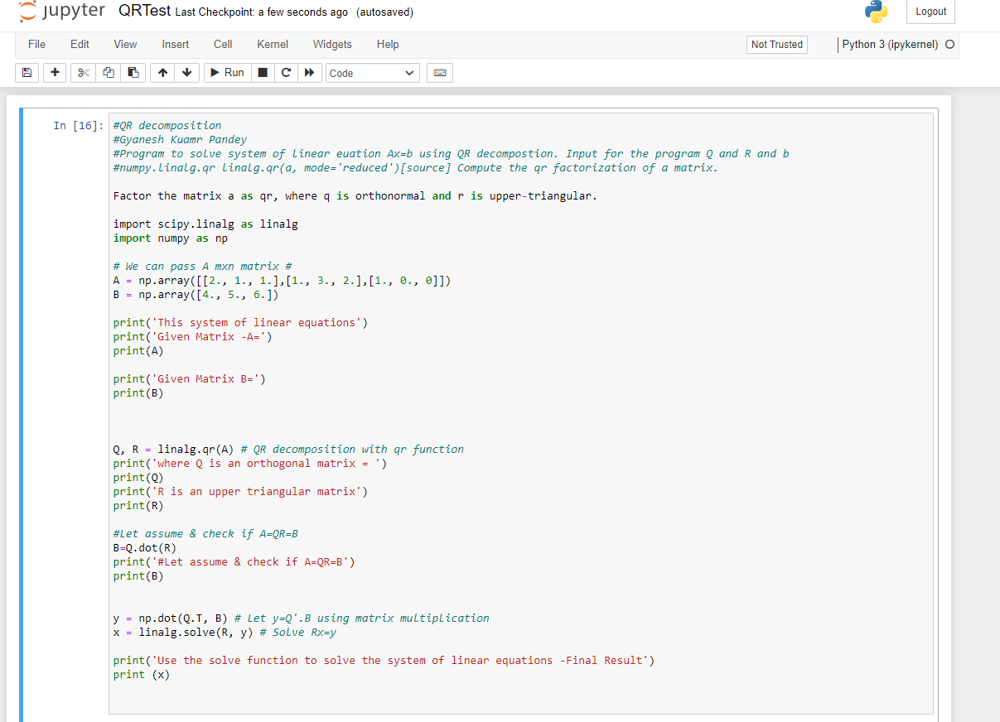 jupyter QRTest Last Checkpoint: a few seconds ago (autosaved)
Logout
File Edit View Insert Cell Kernel Widgets Help
Not Trusted
Python 3 (ipykernel)
Run
Code
In [16]:
#QR decomposition
#Gyanesh Kuamr Pandey
#Program to solve system of linear euation Ax=b using QR decompostion. Input for the program Q and R and b
#numpy.linalg.qr linalg.qr(a, mode='reduced')[source] Compute the qr factorization of a matrix.
Factor the matrix a as qr, where q is orthonormal and r is upper-triangular.
import scipy.linalg as linalg
import numpy as np
# We can pass A mxn matrix #
A = np.array([[2., 1., 1.],[1., 3., 2.],[1., 0., 0]])
B = np.array([4., 5., 6.])
print('This system of linear equations')
print('Given Matrix -A=')
print(A)
print('Given Matrix B=')
print(B)
Q, R = linalg.qr(A) # QR decomposition with qr function
print('where Q is an orthogonal matrix = ')
print(Q)
print('R is an upper triangular matrix')
print(R)
#Let assume & check if A=QR=B
B=Q.dot(R)
print('#Let assume & check if A=QR=B')
print(B)
y = np.dot(Q.T, B) # Let y=Q'.B using matrix multiplication
x = linalg.solve(R, y) # Solve Rx=y
print('Use the solve function to solve the system of linear equations -Final Result')
print (x)